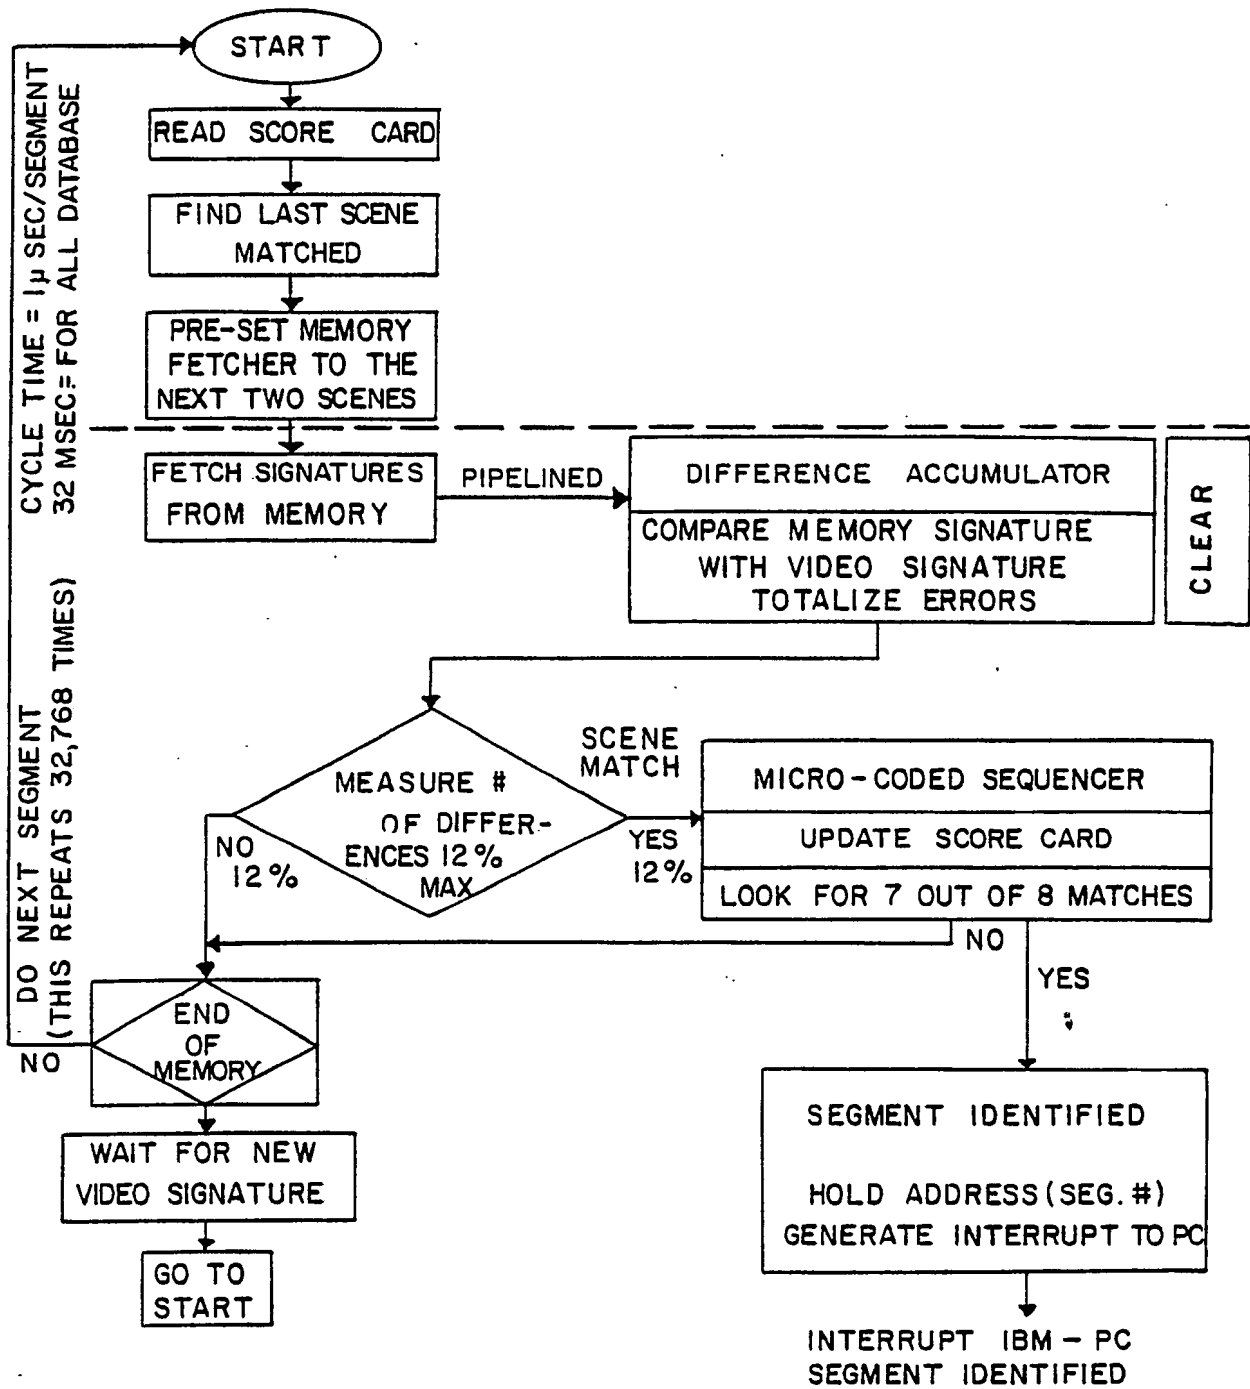 START
READ SCORE CARD
FIND LAST SCENE
MATCHED
PRE-SET MEMORY
FETCHER TO THE
NEXT TWO SCENES
CYCLE TIME = 1μ SEC/SEGMENT
32 MSEC= FOR ALL DATABASE
FETCH SIGNATURES
FROM MEMORY
PIPELINED
DIFFERENCE ACCUMULATOR
COMPARE MEMORY SIGNATURE
WITH VIDEO SIGNATURE
TOTALIZE ERRORS
CLEAR
DO NEXT SEGMENT
(THIS REPEATS 32,768 TIMES)
MEASURE #
OF DIFFER-
ENCES 12%
MAX
SCENE
MATCH
YES
12%
NO
12%
MICRO-CODED SEQUENCER
UPDATE SCORE CARD
LOOK FOR 7 OUT OF 8 MATCHES
NO
YES
END
OF
MEMORY
NO
WAIT FOR NEW
VIDEO SIGNATURE
GO TO
START
SEGMENT IDENTIFIED
HOLD ADDRESS (SEG. #)
GENERATE INTERRUPT TO PC
INTERRUPT IBM - PC
SEGMENT IDENTIFIED